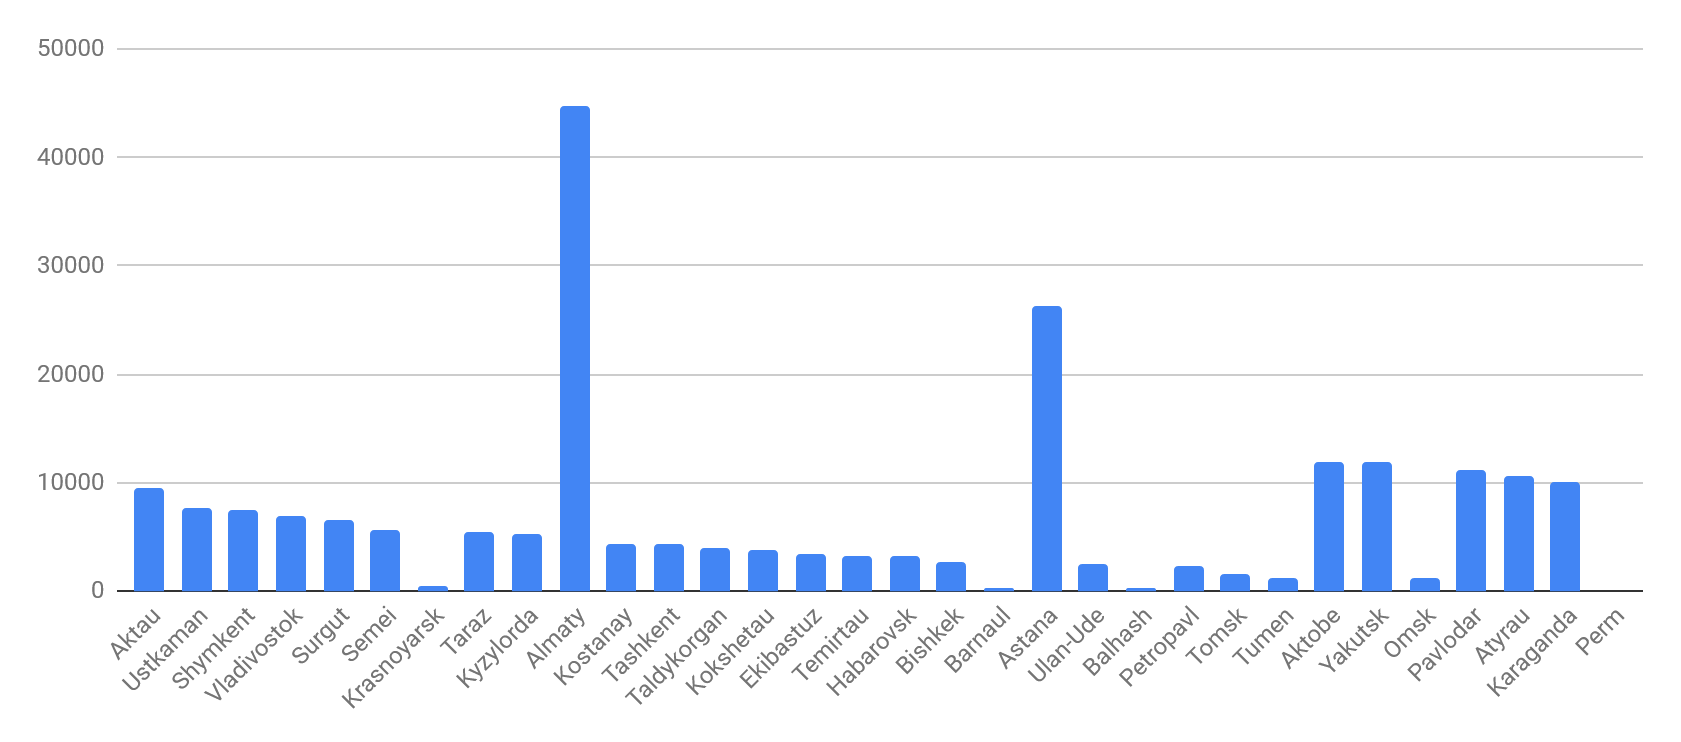 50000
40000
30000
20000
10000
0
Aktau
Ustkaman
Shymkent
Vladivostok
Surgut
Semei
Krasnoyarsk
Taraz
Kyzylorda
Almaty
Kostanay
Tashkent
Taldykorgan
Kokshetau
Ekibastuz
Temirtau
Habarovsk
Bishkek
Barnaul
Astana
Ulan-Ude
Balhash
Petropavl
Tomsk
Tumen
Aktobe
Yakutsk
Omsk
Pavlodar
Atyrau
Karaganda
Perm